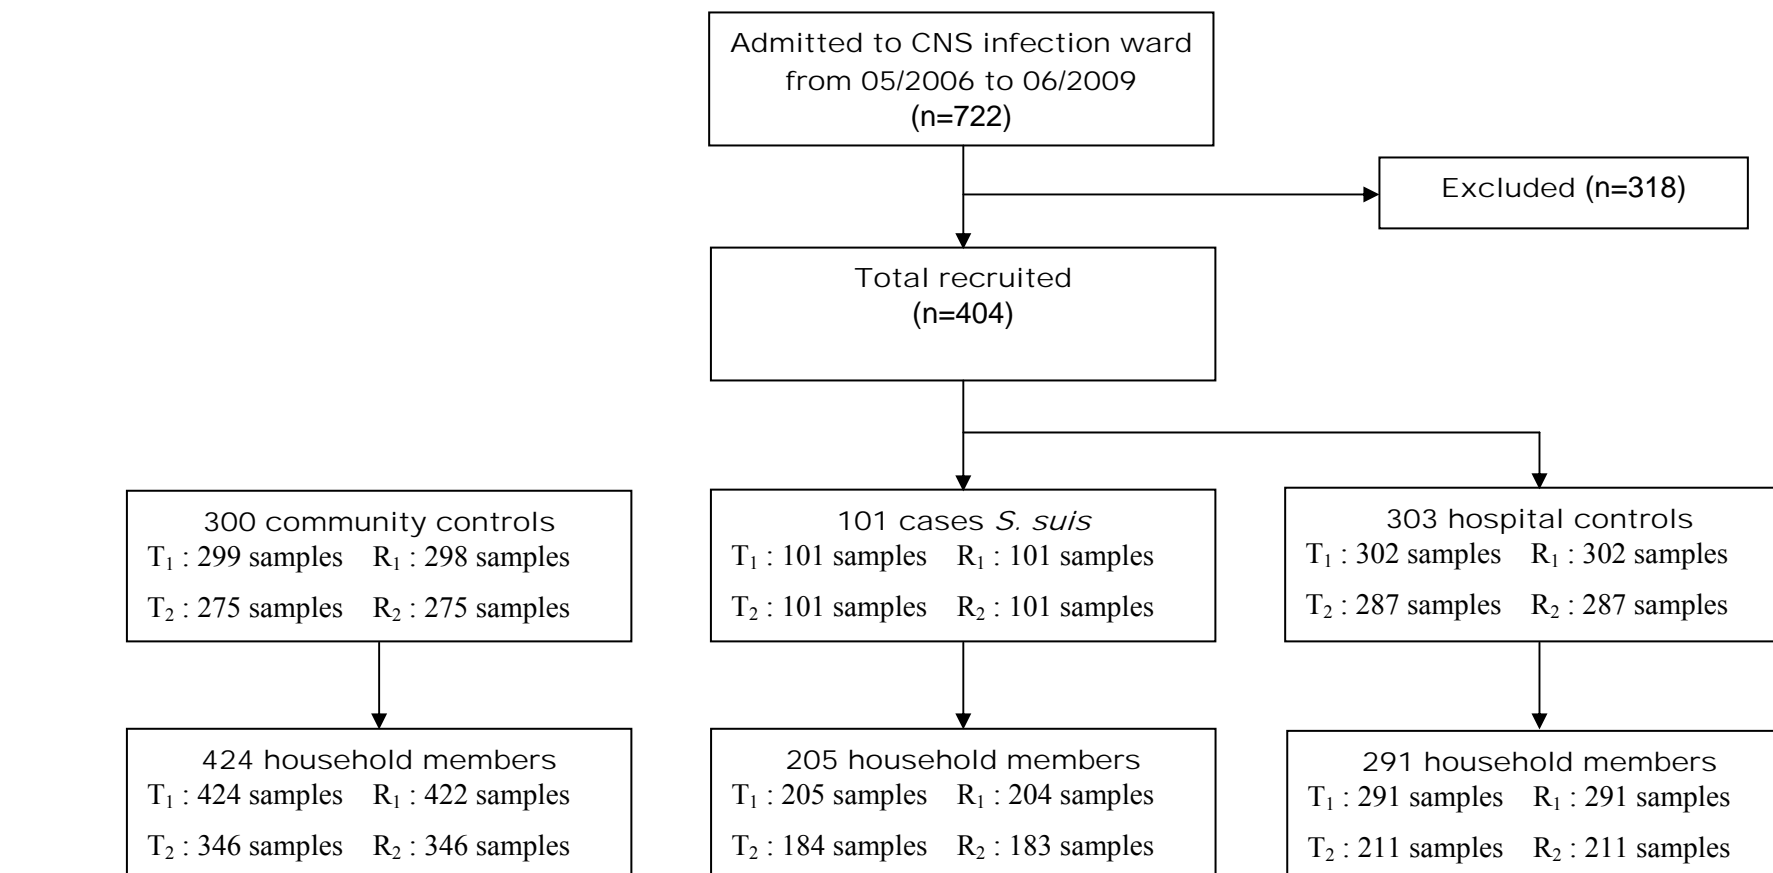 Admitted to CNS infection ward
from 05/2006 to 06/2009
(n=722)
Excluded (n=318)
Total recruited
(n=404)
300 community controls
T₁ : 299 samples R₁ : 298 samples
T₂ : 275 samples R₂ : 275 samples
101 cases S. suis
T₁ : 101 samples R₁ : 101 samples
T₂ : 101 samples R₂ : 101 samples
303 hospital controls
T₁ : 302 samples R₁ : 302 samples
T₂ : 287 samples R₂ : 287 samples
424 household members
T₁ : 424 samples R₁ : 422 samples
T₂ : 346 samples R₂ : 346 samples
205 household members
T₁ : 205 samples R₁ : 204 samples
T₂ : 184 samples R₂ : 183 samples
291 household members
T₁ : 291 samples R₁ : 291 samples
T₂ : 211 samples R₂ : 211 samples